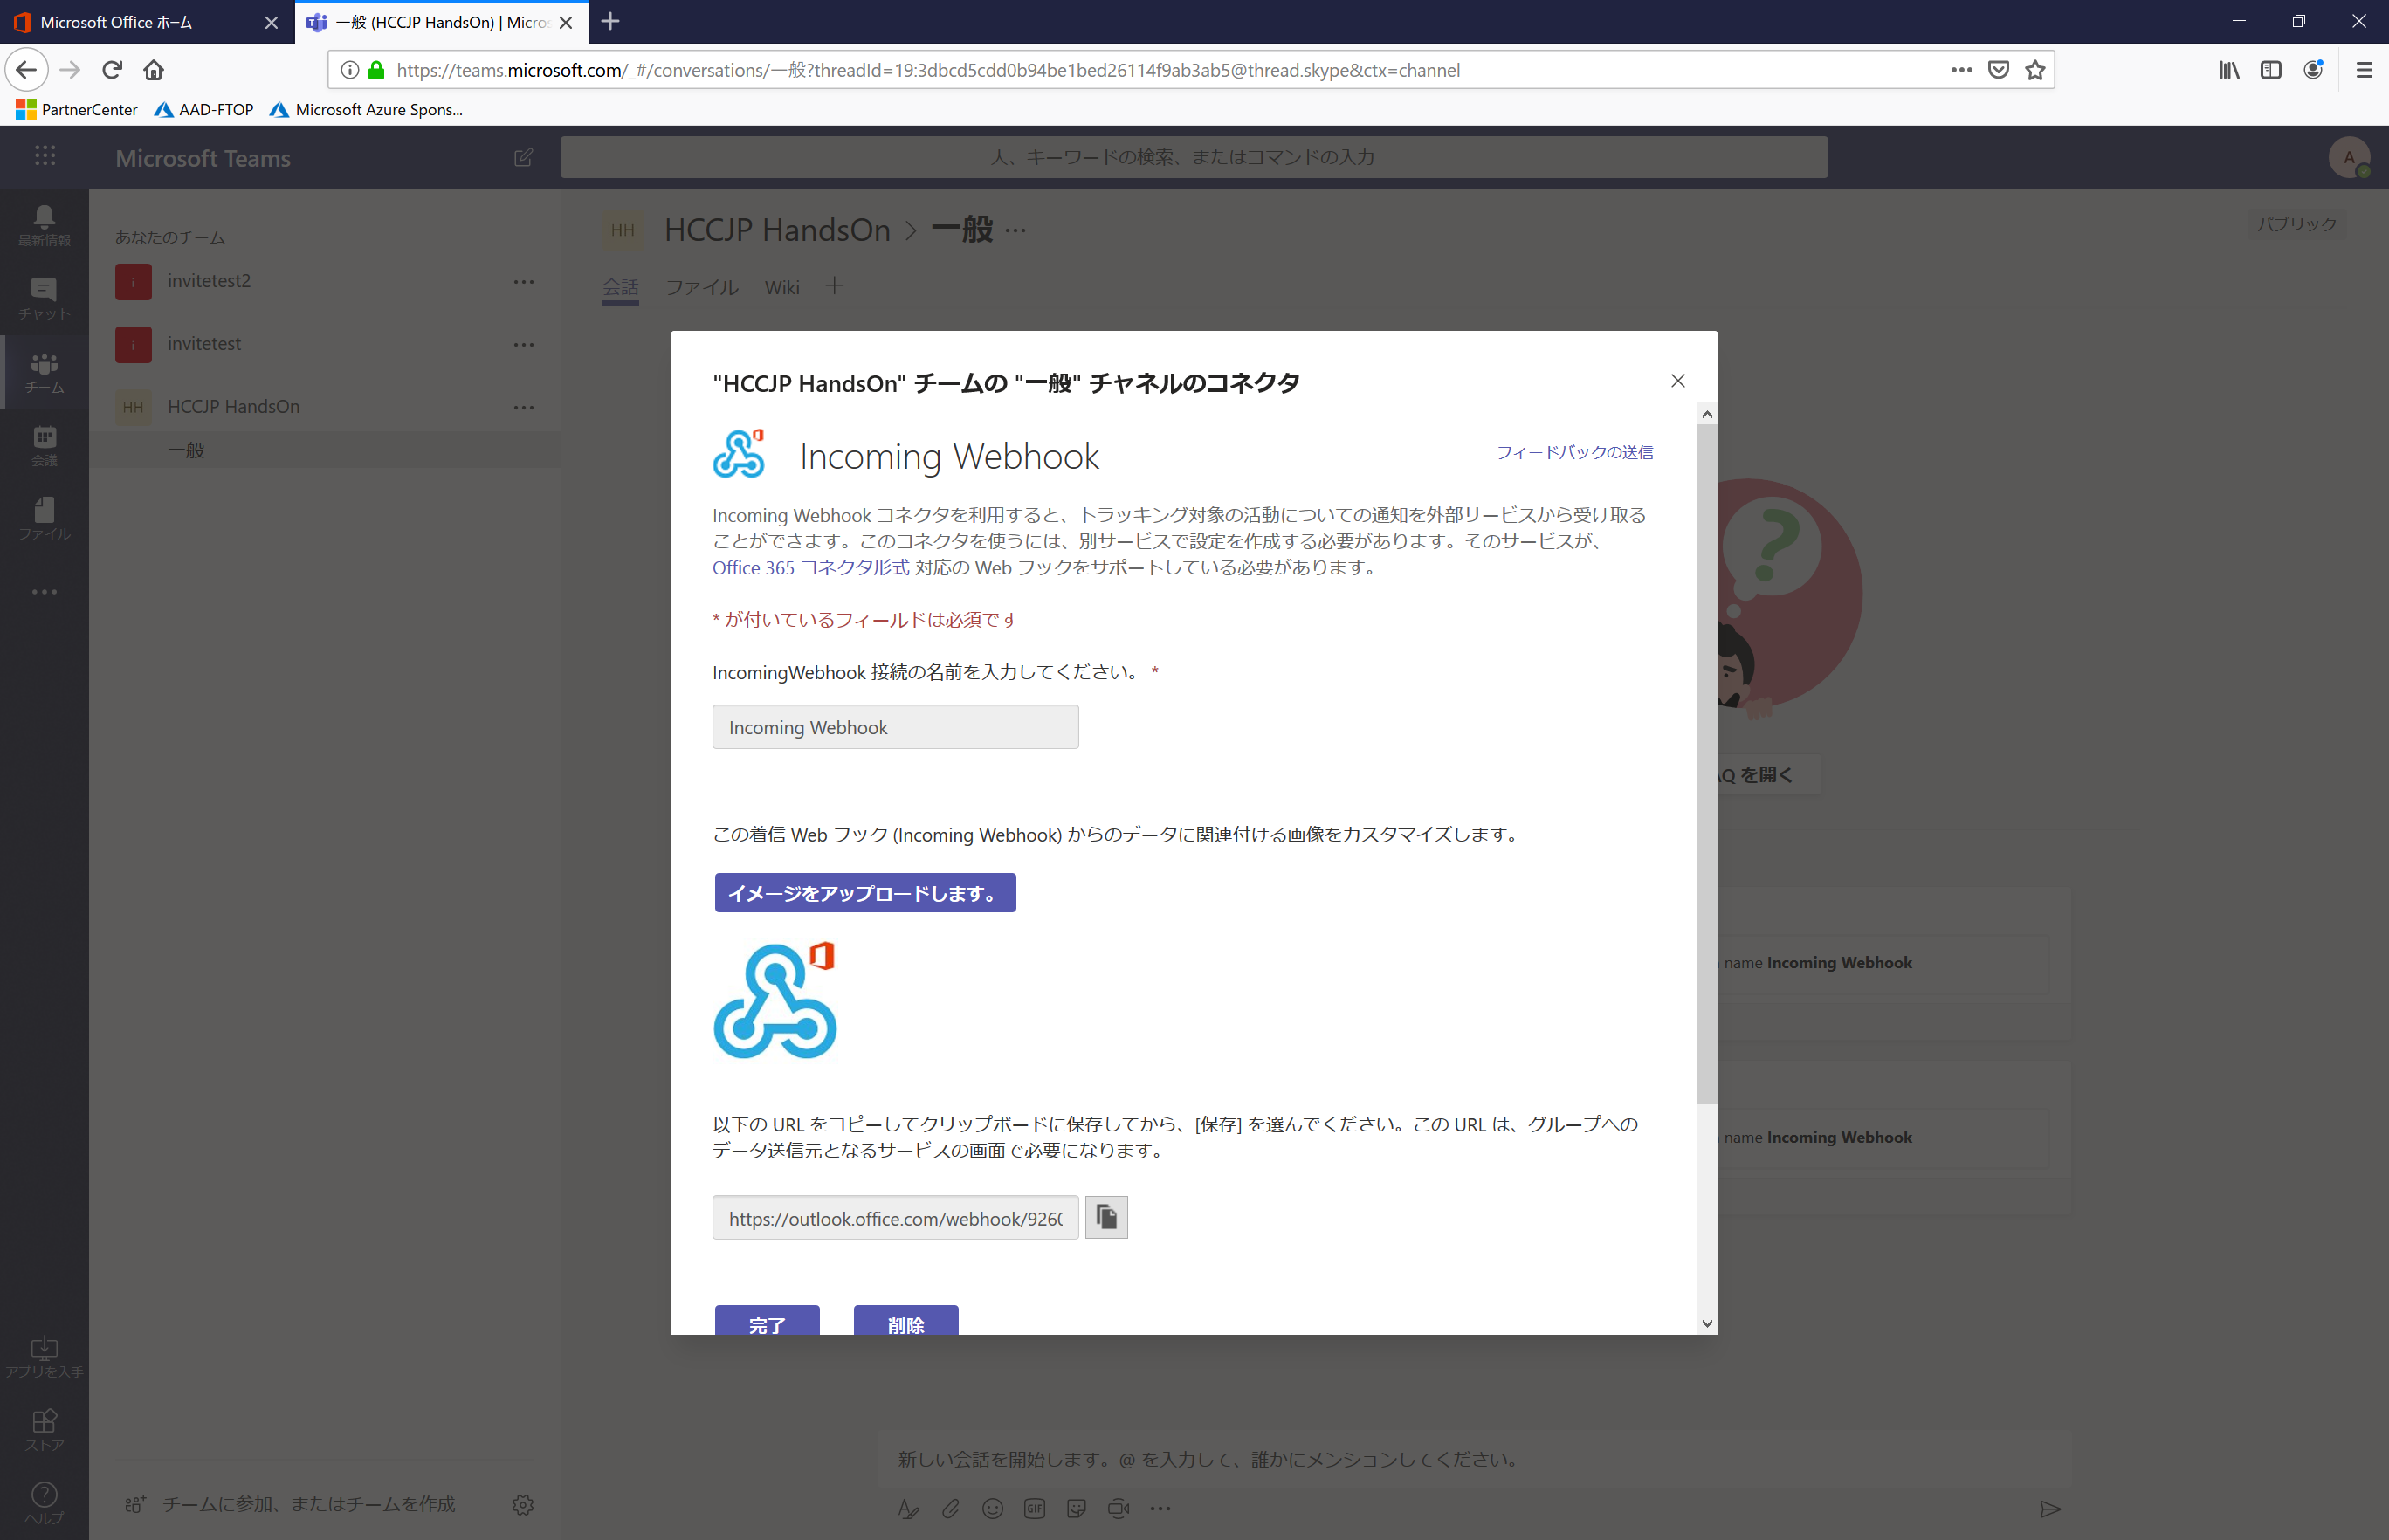 Microsoft Office ホーム
一般 (HCCJP HandsOn) | Micros
https://teams.microsoft.com/_#/conversations/一般?threadId=19:3dbcd5cdd0b94be1bed26114f9ab3ab5@thread.skype&ctx=channel
PartnerCenter
AAD-FTOP
Microsoft Azure Spons...
Microsoft Teams
人、キーワードの検索、またはコマンドの入力
A
最新情報
チャット
チーム
会議
ファイル
アプリを入手
ストア
ヘルプ
あなたのチーム
i
invitetest2
i
invitetest
HH
HCCJP HandsOn
一般
チームに参加、またはチームを作成
HH
HCCJP HandsOn > 一般
パブリック
会話
ファイル
Wiki
"HCCJP HandsOn" チームの "一般" チャネルのコネクタ
Incoming Webhook
フィードバックの送信
Incoming Webhook コネクタを利用すると、トラッキング対象の活動についての通知を外部サービスから受け取る
ことができます。このコネクタを使うには、別サービスで設定を作成する必要があります。そのサービスが、
Office 365 コネクタ形式 対応の Web フックをサポートしている必要があります。
* が付いているフィールドは必須です
IncomingWebhook 接続の名前を入力してください。 *
Incoming Webhook
この着信 Web フック (Incoming Webhook) からのデータに関連付ける画像をカスタマイズします。
イメージをアップロードします。
以下の URL をコピーしてクリップボードに保存してから、[保存] を選んでください。この URL は、グループへの
データ送信元となるサービスの画面で必要になります。
https://outlook.office.com/webhook/9260
完了
削除
?
Q を開く
name Incoming Webhook
name Incoming Webhook
新しい会話を開始します。@ を入力して、誰かにメンションしてください。
GIF